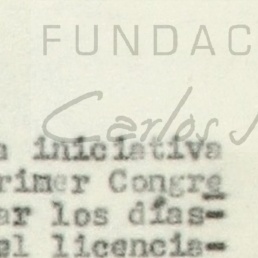 FUNDAC
Carlos
iniciativa
rimer Congre
ar los días-
el licencia-